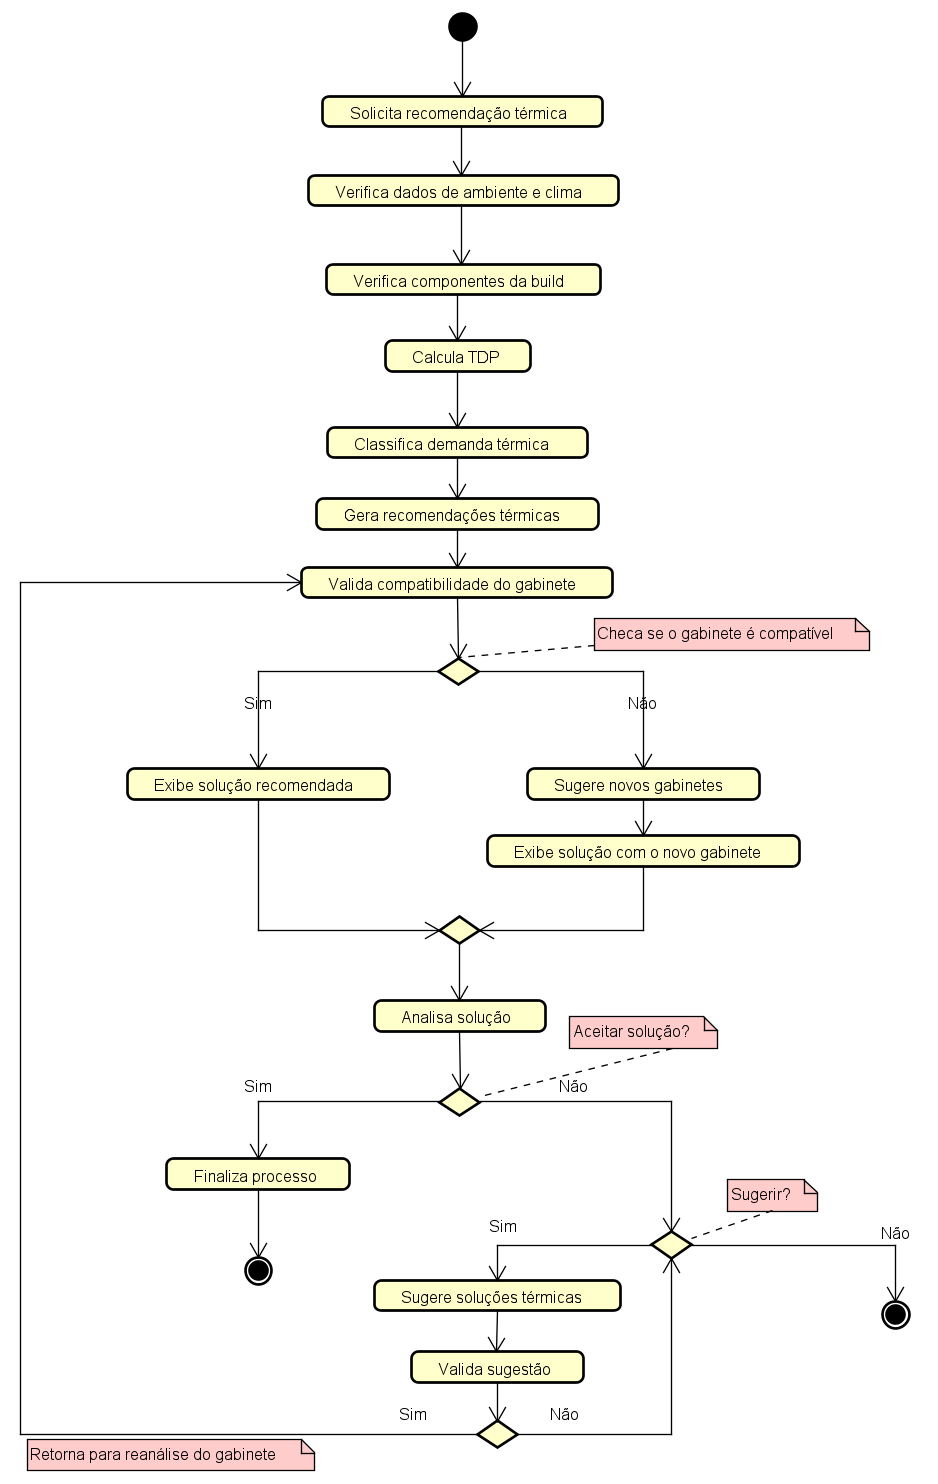 Solicita recomendação térmica
Verifica dados de ambiente e clima
Verifica componentes da build
Calcula TDP
Classifica demanda térmica
Gera recomendações térmicas
Valida compatibilidade do gabinete
Checa se o gabinete é compatível
Sim
Não
Exibe solução recomendada
Sugere novos gabinetes
Exibe solução com o novo gabinete
Analisa solução
Aceitar solução?
Sim
Não
Finaliza processo
Sugerir?
Sim
Não
Sugere soluções térmicas
Valida sugestão
Sim
Não
Retorna para reanálise do gabinete